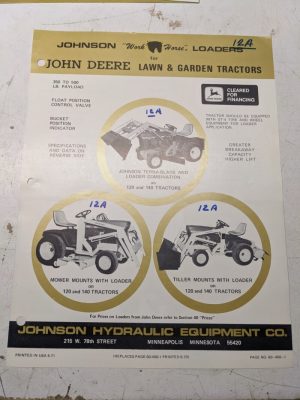 12A
JOHNSON "Work Horse" LOADERS
for
JOHN DEERE LAWN & GARDEN TRACTORS
350 TO 500
LB. PAYLOAD
FLOAT POSITION
CONTROL VALVE
BUCKET
POSITION
INDICATOR
SPECIFICATIONS
AND DATA ON
REVERSE SIDE
JOHN DEERE
CLEARED
FOR
FINANCING
TRACTOR SHOULD BE EQUIPPED
WITH
FOR LOADER
APPLICATION.
GREATER
BREAKAWAY
CAPACITY
HIGHER LIFT
12A
JOHNSON TERRA-BLADE AND
LOADER COMBINATION
120 and 140 TRACTORS
12A
MOWER MOUNTS WITH LOADER
on
120 and 140 TRACTORS
12A
TILLER MOUNTS WITH LOADER
on
120 and 140 TRACTORS
For Prices on Loaders from John Deere refer to Section 40 "Prices"
JOHNSON HYDRAULIC EQUIPMENT CO.
215 W. 78th STREET MINNEAPOLIS MINNESOTA 55420
PRINTED IN USA